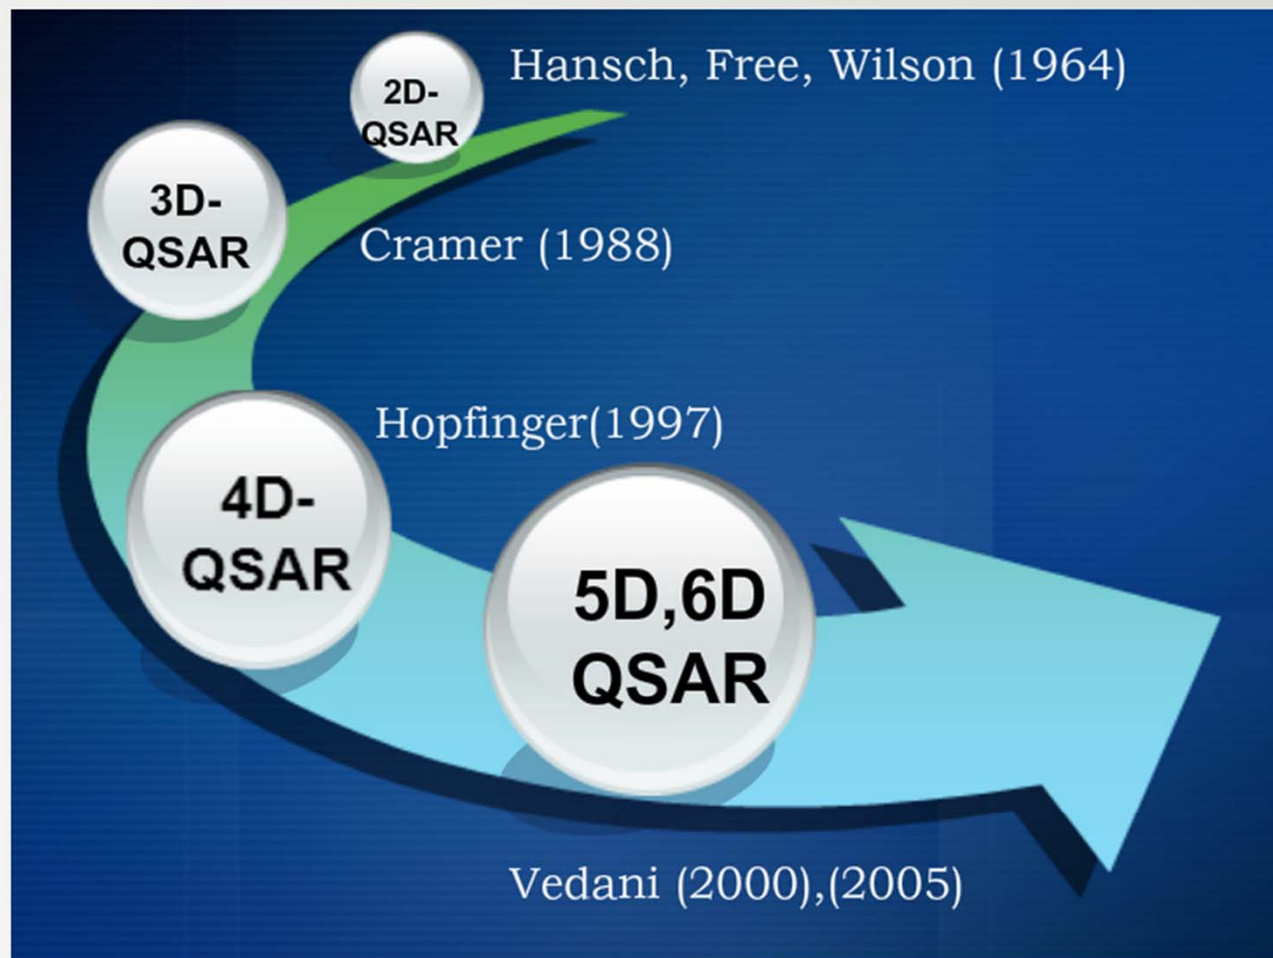 2D-
QSAR
Hansch, Free, Wilson (1964)
3D-
QSAR
Cramer (1988)
4D-
QSAR
Hopfinger(1997)
5D,6D
QSAR
Vedani (2000),(2005)